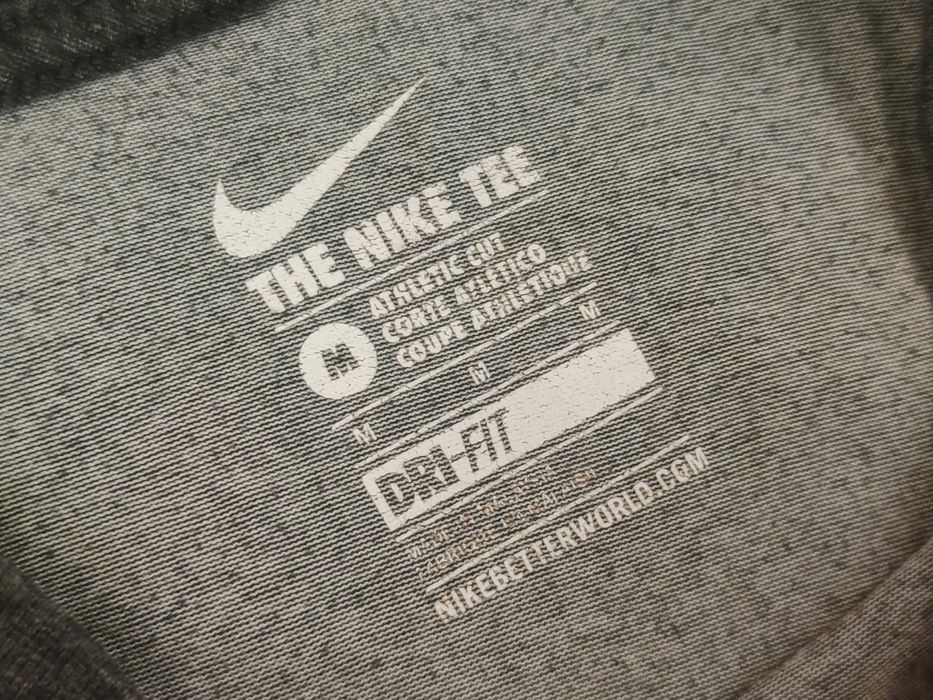 THE NIKE TEE
M
ATHLETIC CUT
CORTE ATLÉTICO
COUPE ATHLÉTIQUE
M M M
DRI-FIT
NIKEBETTERWORLD.COM